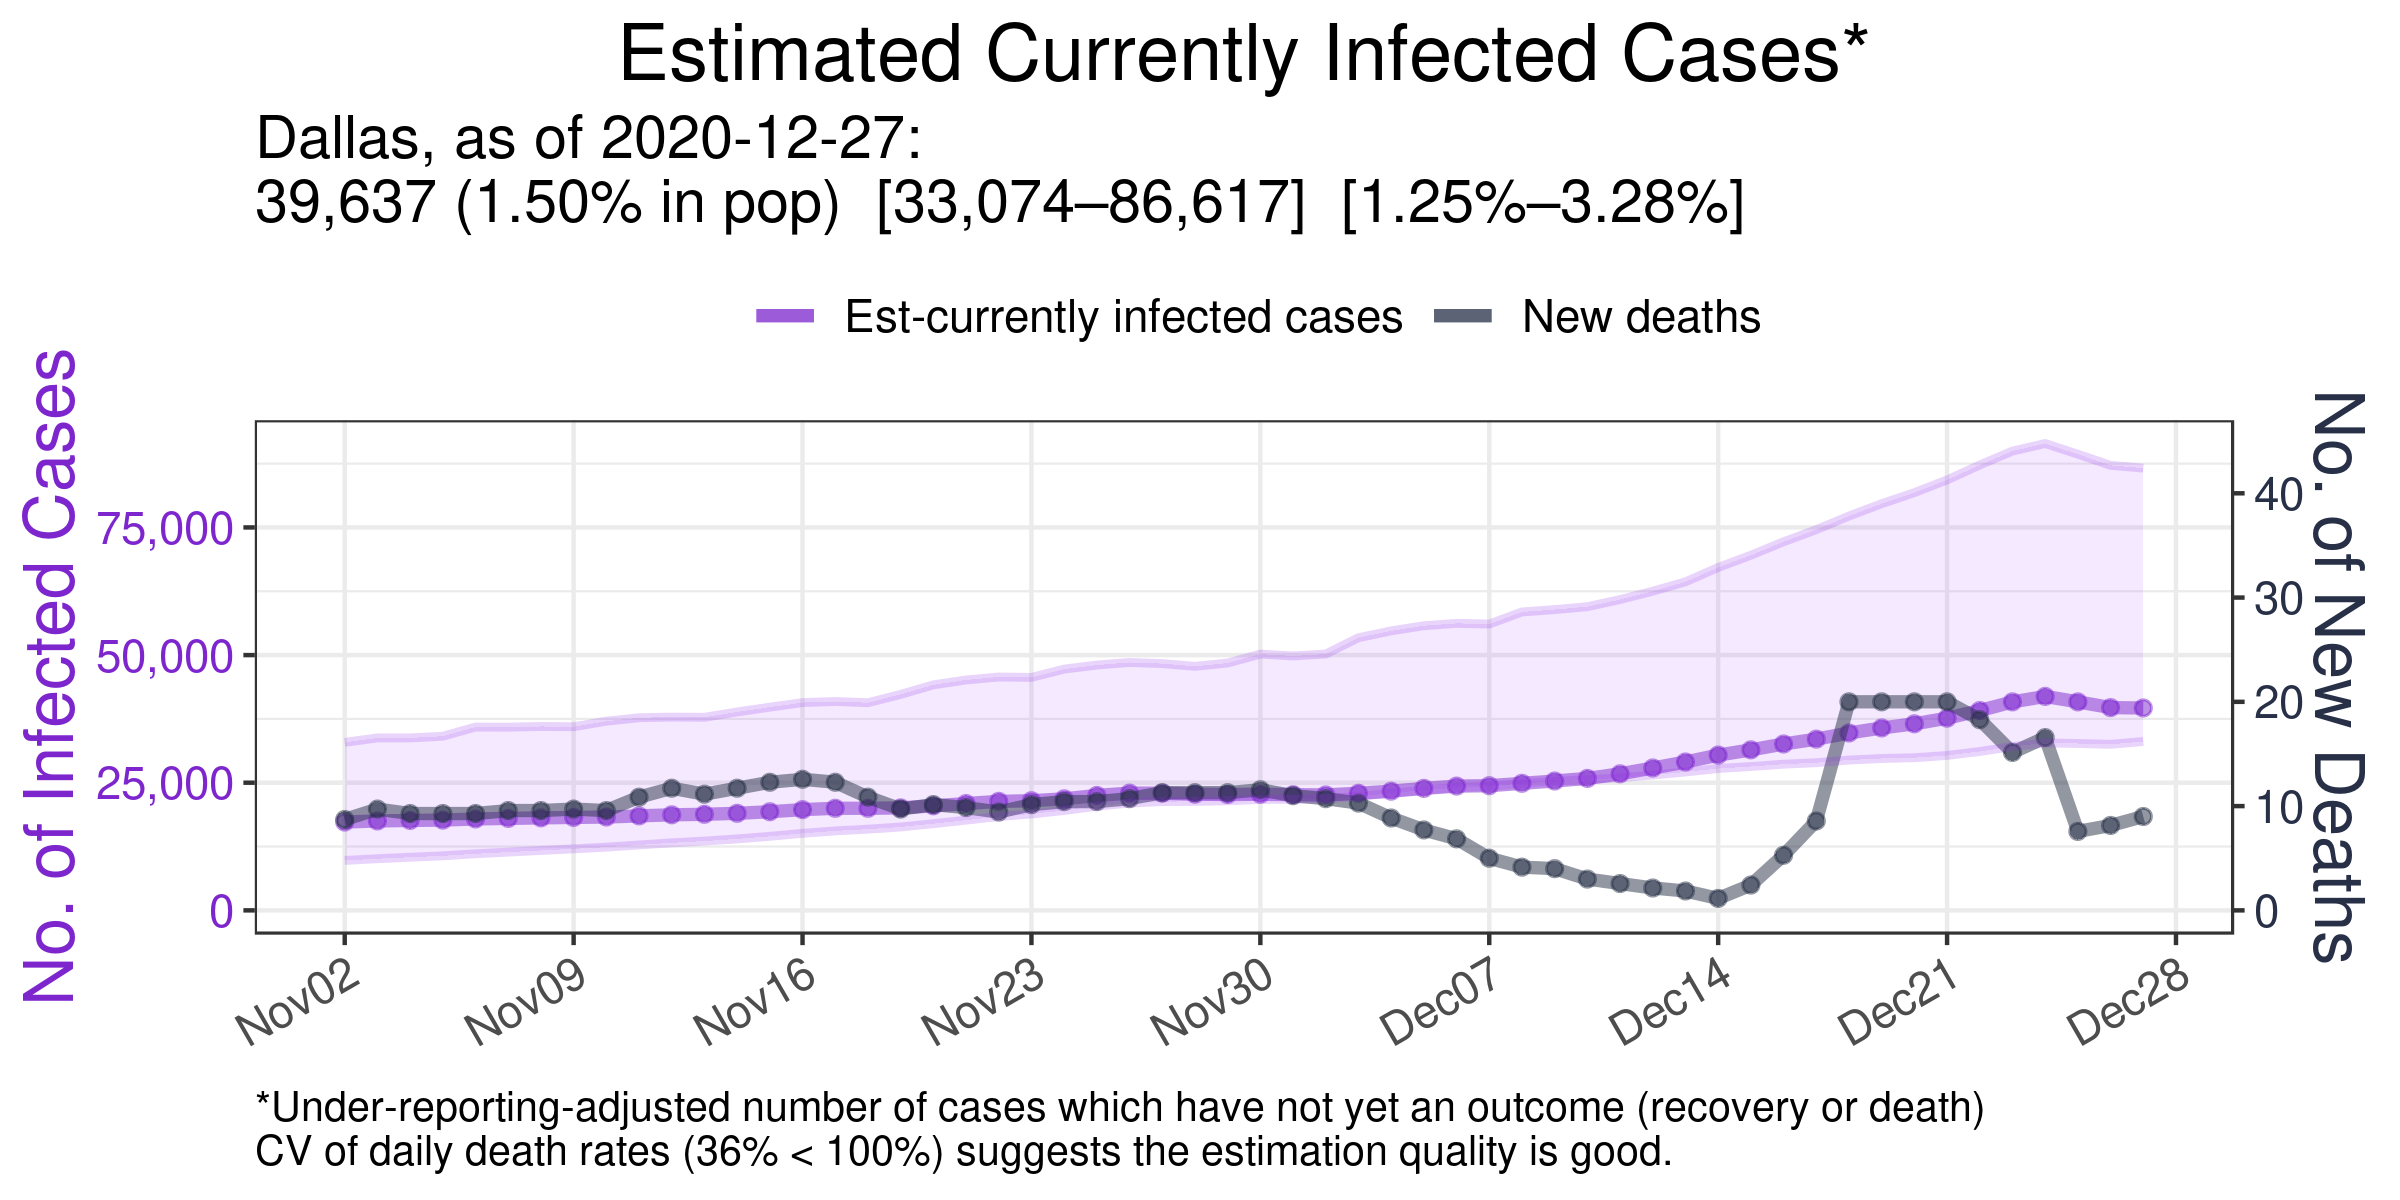 Estimated Currently Infected Cases*
Dallas, as of 2020-12-27:
39,637 (1.50% in pop)  [33,074–86,617]  [1.25%–3.28%]
Est-currently infected cases
New deaths
No. of Infected Cases
75,000
50,000
25,000
0
No. of New Deaths
40
30
20
10
0
Nov02
Nov09
Nov16
Nov23
Nov30
Dec07
Dec14
Dec21
Dec28
*Under-reporting-adjusted number of cases which have not yet an outcome (recovery or death)
CV of daily death rates (36% < 100%) suggests the estimation quality is good.